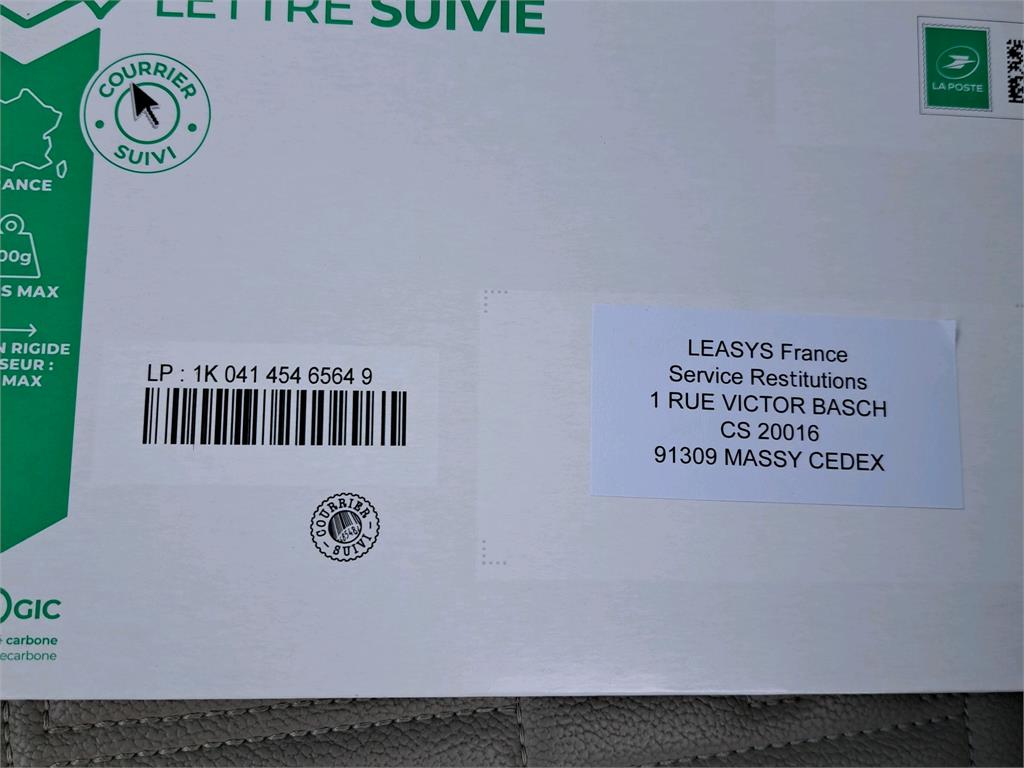 LETTRE SUIVIE
COURRIER
SUIVI
LA POSTE
ANCE
00g
S MAX
N RIGIDE
SEUR :
MAX
LP : 1K 041 454 6564 9
LEASYS France
Service Restitutions
1 RUE VICTOR BASCH
CS 20016
91309 MASSY CEDEX
COURRIER
SUIVI
GIC
carbone
ecarbone